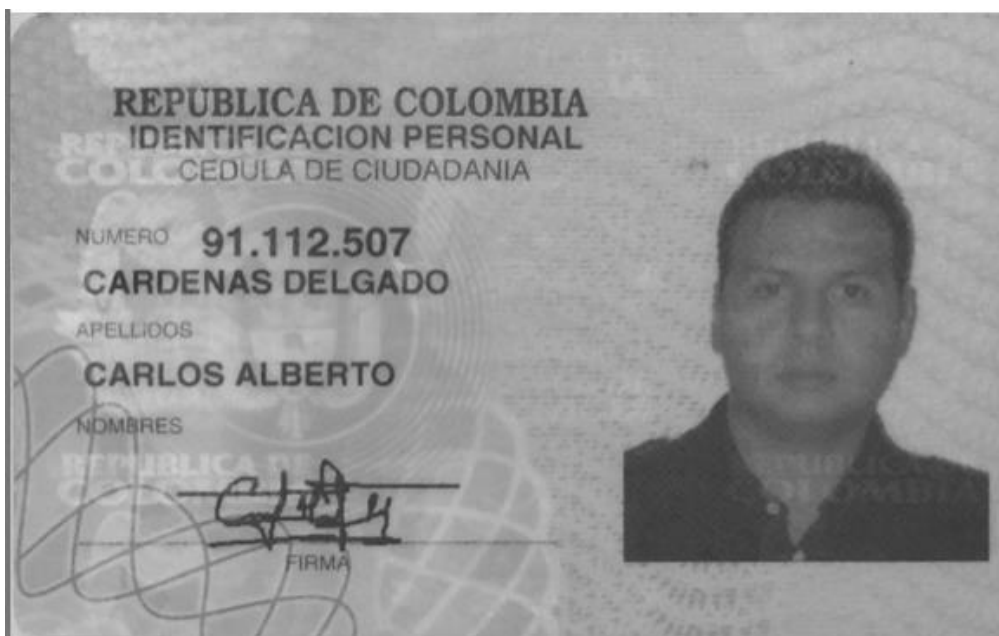 REPUBLICA DE COLOMBIA
IDENTIFICACION PERSONAL
CEDULA DE CIUDADANIA
NUMERO 91.112.507
CARDENAS DELGADO
APELLIDOS
CARLOS ALBERTO
NOMBRES
FIRMA